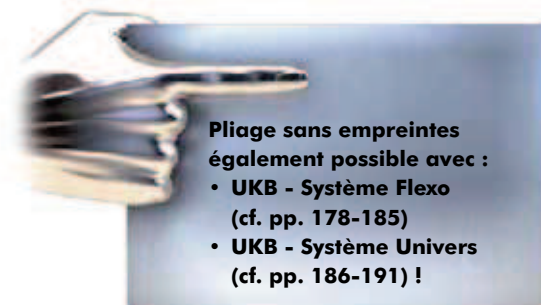 Pliage sans empreintes
également possible avec :
• UKB - Système Flexo
(cf. pp. 178-185)
• UKB - Système Univers
(cf. pp. 186-191) !